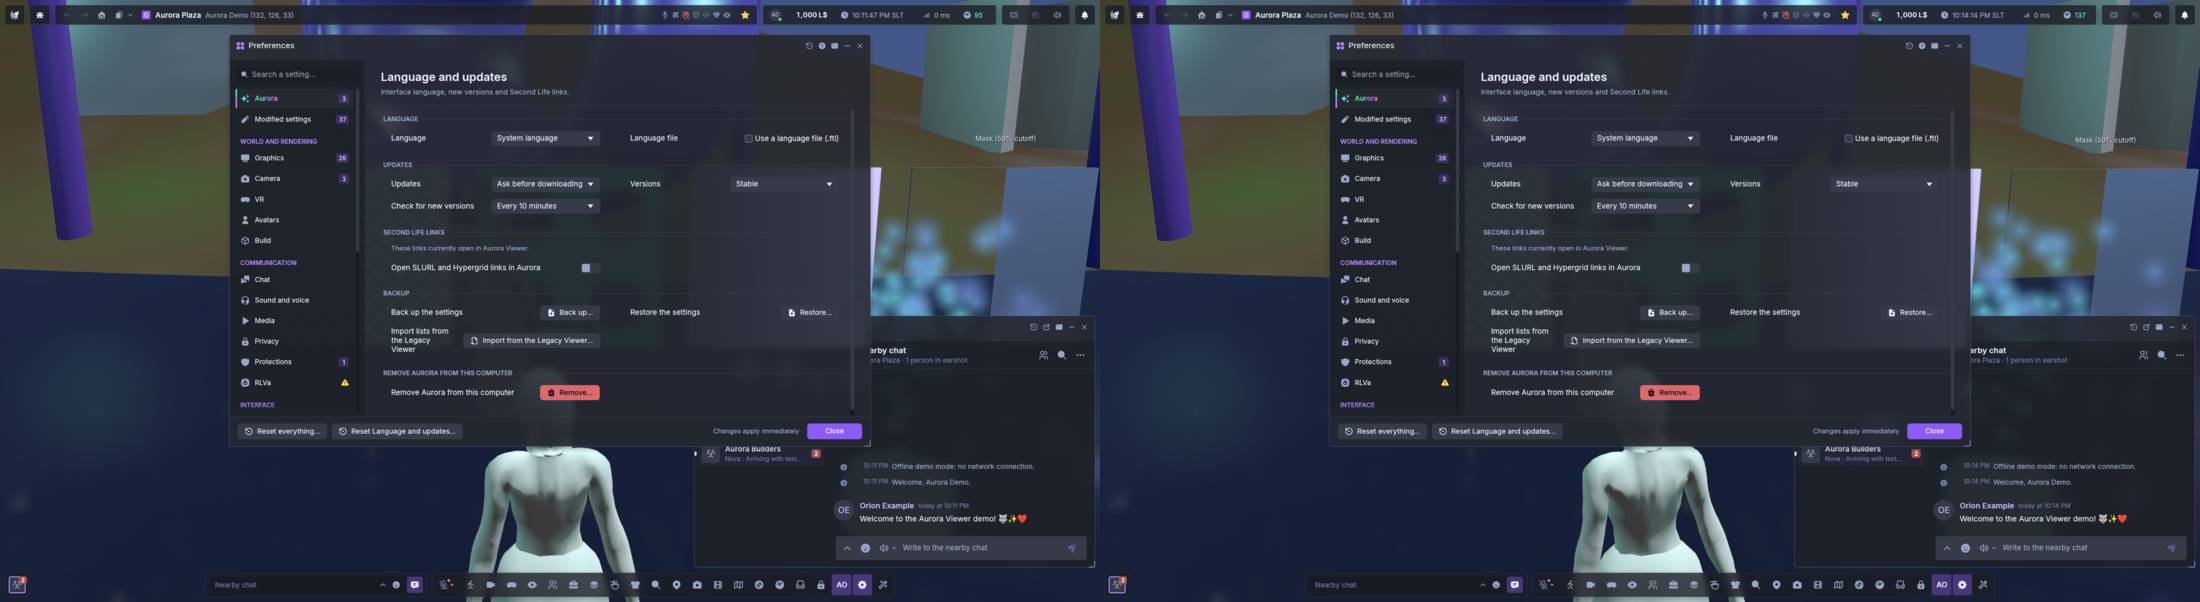 Aurora Plaza Aurora Demo (132, 126, 33)
1,000 L$ 10:11:47 PM SLT 0 ms 95
Preferences
Search a setting...
Aurora 3
Modified settings 37
WORLD AND RENDERING
Graphics 26
Camera 3
VR
Avatars
Build
COMMUNICATION
Chat
Sound and voice
Media
Privacy
Protections 1
RLVa
INTERFACE
Language and updates
Interface language, new versions and Second Life links.
LANGUAGE
Language System language Language file Use a language file (.ftl)
UPDATES
Updates Ask before downloading Versions Stable
Check for new versions Every 10 minutes
SECOND LIFE LINKS
These links currently open in Aurora Viewer.
Open SLURL and Hypergrid links in Aurora
BACKUP
Back up the settings Back up... Restore the settings Restore...
Import lists from
the Legacy
Viewer
Import from the Legacy Viewer...
REMOVE AURORA FROM THIS COMPUTER
Remove Aurora from this computer Remove...
Reset everything... Reset Language and updates... Changes apply immediately Close
Mask (50% cutoff)
arby chat
ora Plaza · 1 person in earshot
Aurora Builders 2
Nova : Arriving with text...
10:11 PM Offline demo mode: no network connection.
10:11 PM Welcome, Aurora Demo.
OE Orion Example today at 10:11 PM
Welcome to the Aurora Viewer demo! 🐺✨❤️
Write to the nearby chat
Nearby chat
AO
Aurora Plaza Aurora Demo (132, 126, 33)
AD 1,000 L$ 10:14:14 PM SLT 0 ms 137
Preferences
Search a setting...
Aurora 3
Modified settings 37
WORLD AND RENDERING
Graphics 26
Camera 3
VR
Avatars
Build
COMMUNICATION
Chat
Sound and voice
Media
Privacy
Protections 1
RLVa
INTERFACE
Language and updates
Interface language, new versions and Second Life links.
LANGUAGE
Language System language Language file Use a language file (.ftl)
UPDATES
Updates Ask before downloading Versions Stable
Check for new versions Every 10 minutes
SECOND LIFE LINKS
These links currently open in Aurora Viewer.
Open SLURL and Hypergrid links in Aurora
BACKUP
Back up the settings Back up... Restore the settings Restore...
Import lists from
the Legacy
Viewer
Import from the Legacy Viewer...
REMOVE AURORA FROM THIS COMPUTER
Remove Aurora from this computer Remove...
Reset everything... Reset Language and updates... Changes apply immediately Close
Mask (50% cutoff)
arby chat
ora Plaza · 1 person in earshot
Aurora Builders 2
Nova : Arriving with text...
10:14 PM Offline demo mode: no network connection.
10:14 PM Welcome, Aurora Demo.
OE Orion Example today at 10:14 PM
Welcome to the Aurora Viewer demo! 🐺✨❤️
Write to the nearby chat
Nearby chat
AO